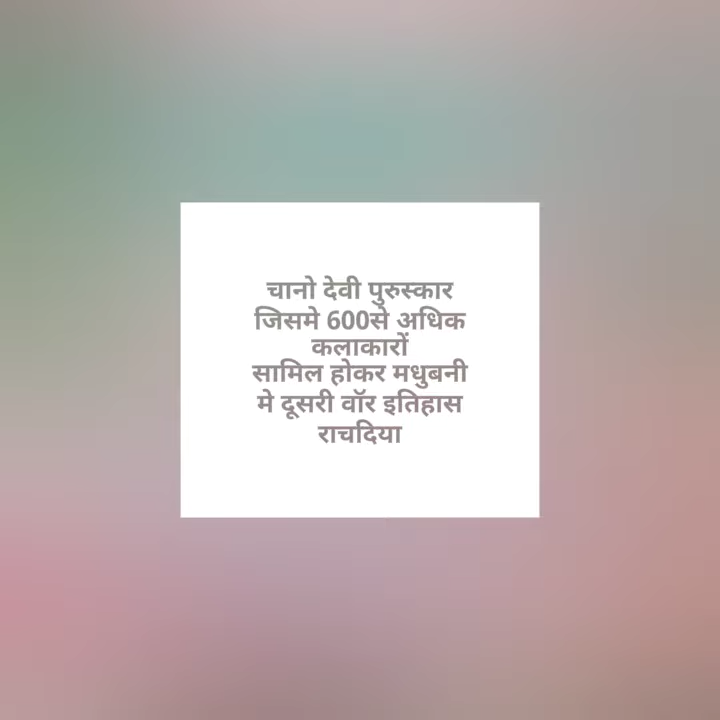 चानो देवी पुरुस्कार
जिसमे 600से अधिक
कलाकारों
सामिल होकर मधुबनी
मे दूसरी वॉर इतिहास
राचदिया